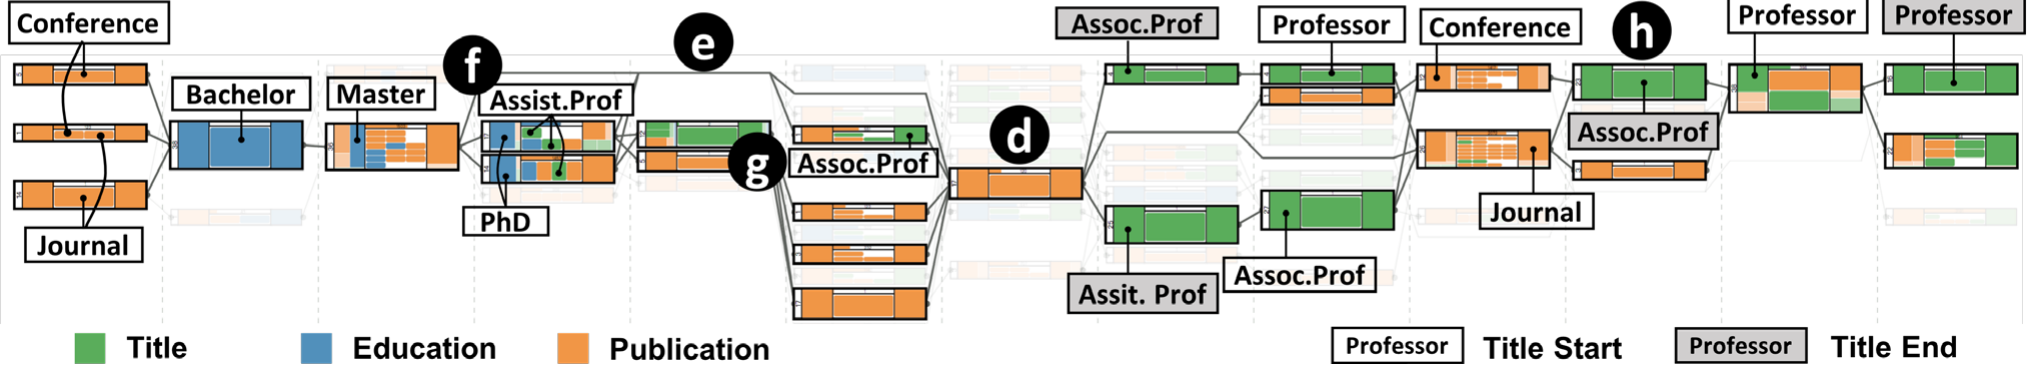 Conference
Bachelor
Master
Journal
f
Assist.Prof
PhD
e
g
Assoc.Prof
d
Assoc.Prof
Assit. Prof
Professor
Assoc.Prof
Conference
Journal
h
Assoc.Prof
Professor
Professor
Title
Education
Publication
Professor
Title Start
Professor
Title End